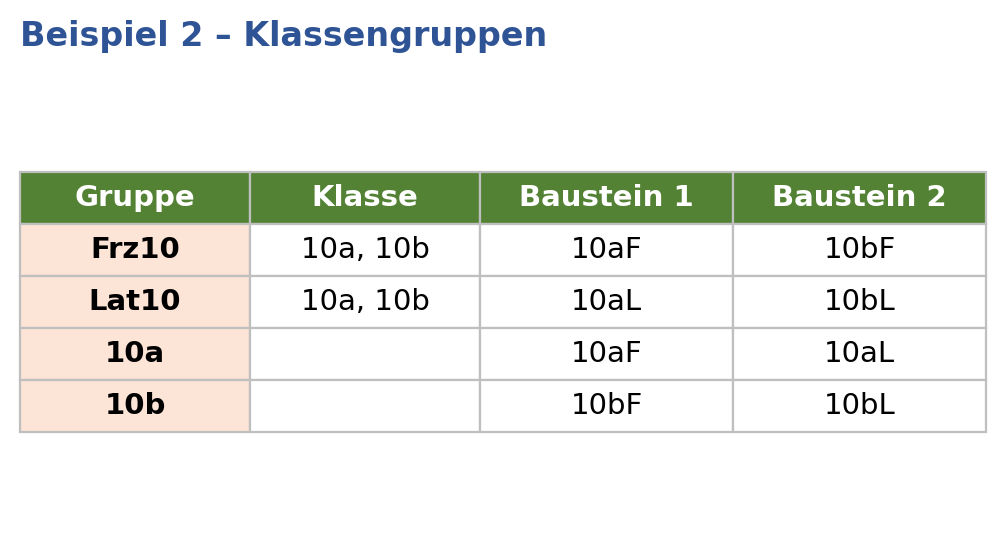 Beispiel 2 – Klassengruppen
Gruppe Klasse Baustein 1 Baustein 2
Frz10 10a, 10b 10aF 10bF
Lat10 10a, 10b 10aL 10bL
10a 10aF 10aL
10b 10bF 10bL